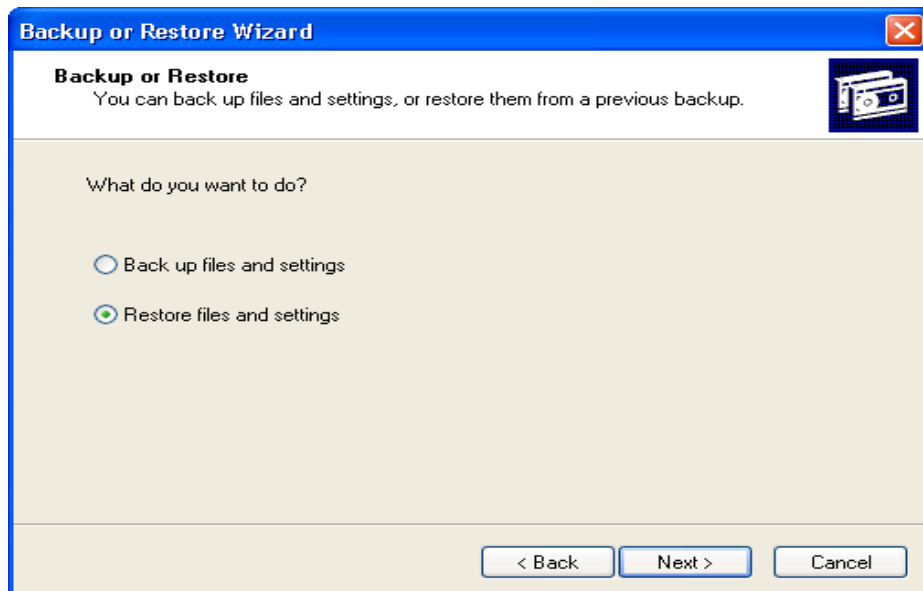 Backup or Restore Wizard
Backup or Restore
You can back up files and settings, or restore them from a previous backup.
What do you want to do?
Back up files and settings
Restore files and settings
< Back
Next >
Cancel